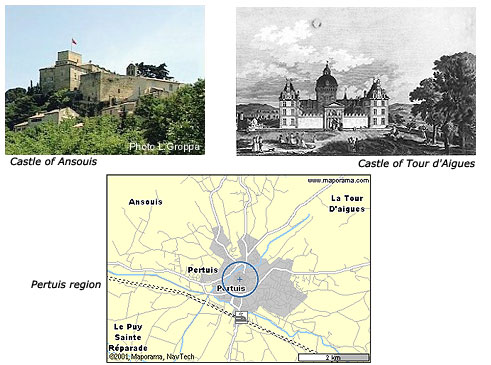 Photo L Groppa
Castle of Ansouis
Castle of Tour d'Aigues
www.maporama.com
Ansouis
La Tour
D'aigues
Pertuis
Pertuis
Pertuis region
Le Puy
Sainte
Réparade
©2001 Maporama, NavTech
2 km